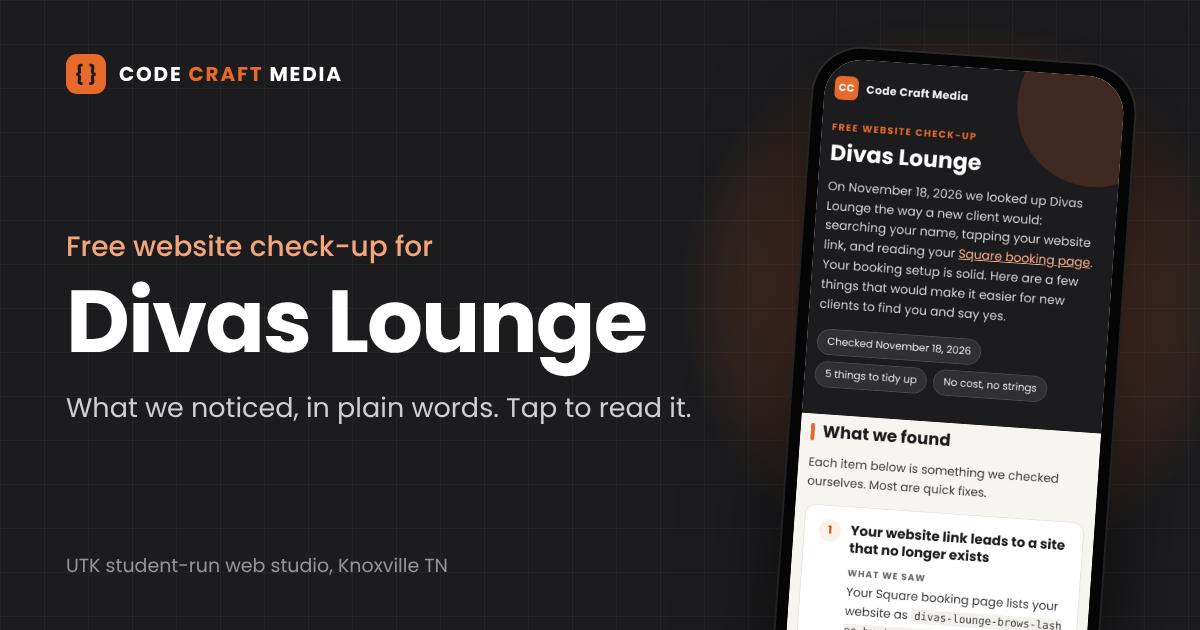 { } CODE CRAFT MEDIA
Free website check-up for
Divas Lounge
What we noticed, in plain words. Tap to read it.
UTK student-run web studio, Knoxville TN
CC Code Craft Media
FREE WEBSITE CHECK-UP
Divas Lounge
On November 18, 2026 we looked up Divas
Lounge the way a new client would:
searching your name, tapping your website
link, and reading your Square booking page.
Your booking setup is solid. Here are a few
things that would make it easier for new
clients to find you and say yes.
Checked November 18, 2026
5 things to tidy up
No cost, no strings
What we found
Each item below is something we checked
ourselves. Most are quick fixes.
1 Your website link leads to a site
that no longer exists
WHAT WE SAW
Your Square booking page lists your
website as divas-lounge-brows-lash